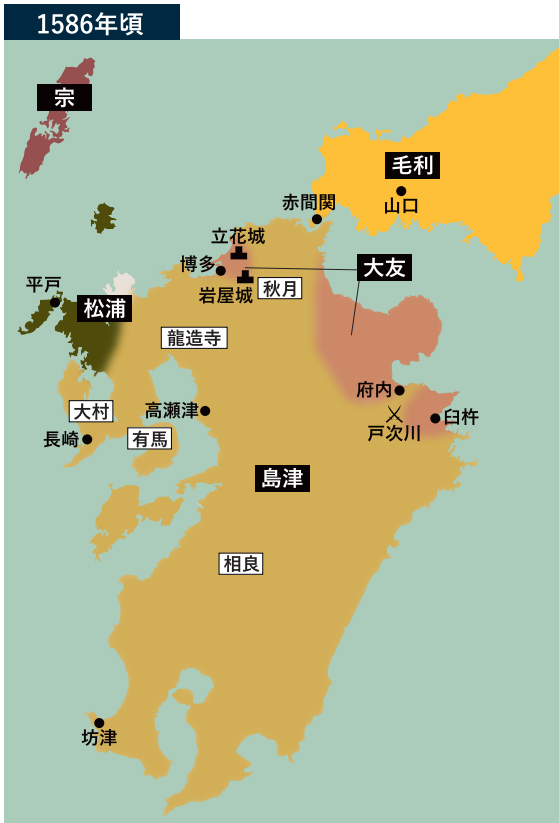 1586年頃
宗
毛利
山口
赤間関
立花城
博多
大友
岩屋城
秋月
平戸
松浦
龍造寺
府内
大村
高瀬津
臼杵
長崎
有馬
戸次川
島津
相良
坊津